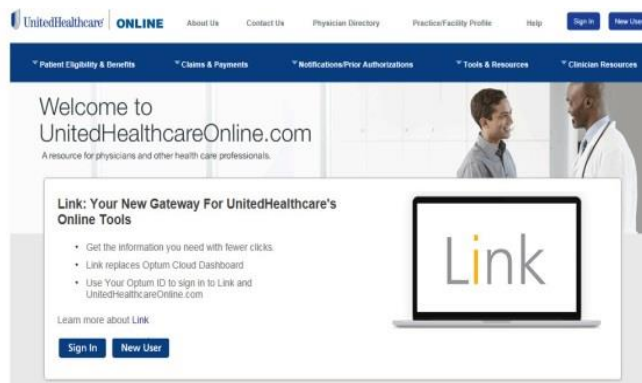 UnitedHealthcare ONLINE About Us Contact Us Physician Directory Practice/Facility Profile Help Sign In New User
Patient Eligibility & Benefits Claims & Payments Notifications/Prior Authorizations Tools & Resources Clinician Resources
Welcome to
UnitedHealthcareOnline.com
A resource for physicians and other health care professionals.
Link: Your New Gateway For UnitedHealthcare's
Online Tools
Get the information you need with fewer clicks.
Link replaces Optum Cloud Dashboard
Use Your Optum ID to sign in to Link and
UnitedHealthcareOnline.com
Link
Learn more about Link
Sign In New User